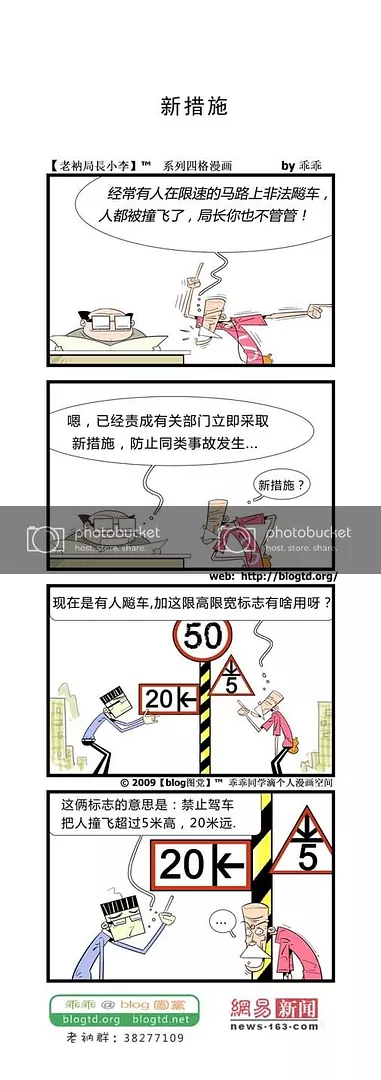 新措施
【老衲局長小李】™ 系列四格漫画 by 乖乖
经常有人在限速的马路上非法飚车，
人都被撞飞了，局长你也不管管！
嗯，已经责成有关部门立即采取
新措施，防止同类事故发生...
新措施？
photobucket
host. store. share.
photobucket
host. store. share.
web: http://blogtd.org/
现在是有人飚车,加这限高限宽标志有啥用呀？
50
20
5
© 2009【blog图党】™ 乖乖同学滴个人漫画空间
这俩标志的意思是：禁止驾车
把人撞飞超过5米高，20米远.
20
5
...
乖乖@blog圖黨
blogtd.org blogtd.net
老衲群：38277109
網易新闻
news·163·com